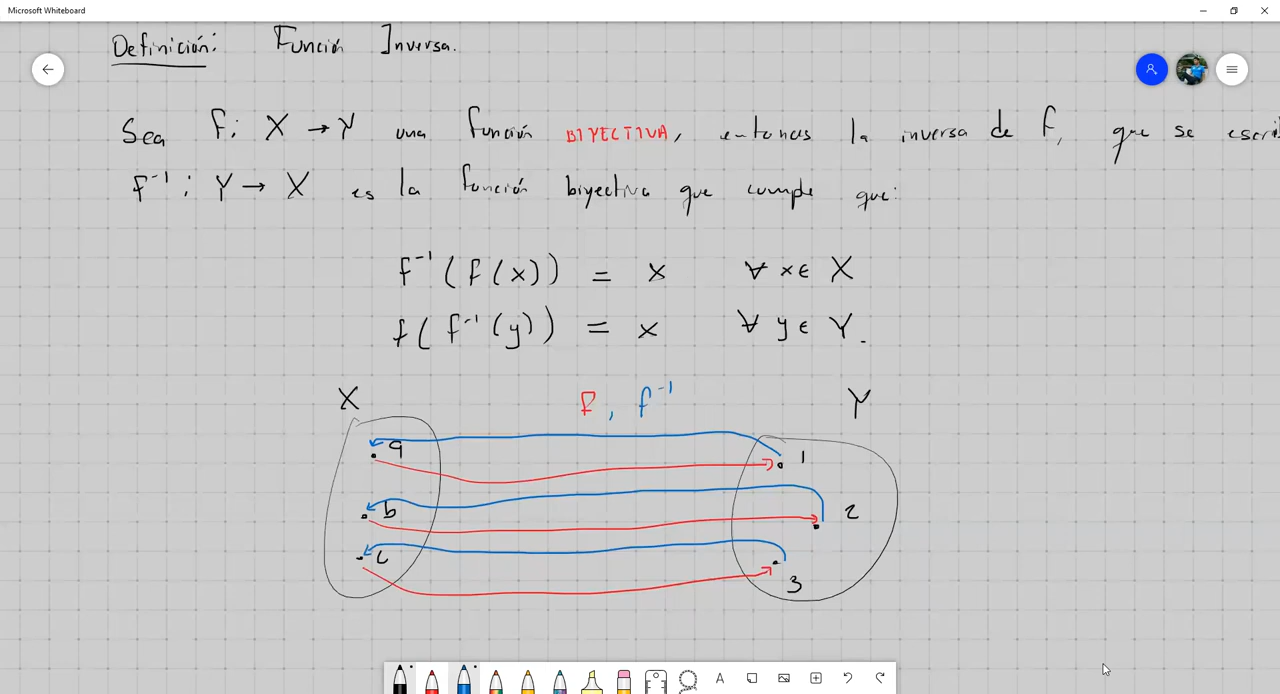 Microsoft Whiteboard
Definición: Función Inversa.
Sea f: X → Y una función BIYECTIVA, entonces la inversa de f, que se escri
f⁻¹: Y → X es la función biyectiva que cumple que:
f⁻¹(f(x)) = x ∀ x ∈ X
f(f⁻¹(y)) = x ∀ y ∈ Y.
X f, f⁻¹ Y
a 1
b 2
c 3
A